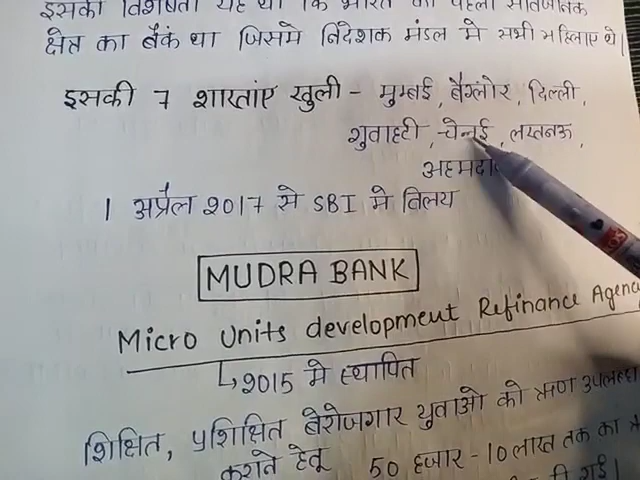 इसकी विशेषता यह थी कि भारत का पहला सार्वजनिक
क्षेत्र का बैंक था जिसमे निदेशक मंडल मे सभी महिलाए थे।
इसकी 7 शाखाएं खुली - मुम्बई, बैंग्लोर, दिल्ली,
गुवाहटी, चेन्नई, लखनऊ,
1 अप्रैल 2017 से SBI मे विलय
MUDRA BANK
Micro Units development Refinance Agency
2015 मे स्थापित
शिक्षित, प्रशिक्षित बेरोजगार युवाओ को ऋण
कराने हेतू 50 हजार - 10 लाख तक का